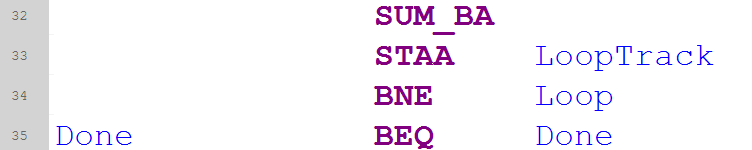 32 SUM_BA
33 STAA LoopTrack
34 BNE Loop
35 Done BEQ Done